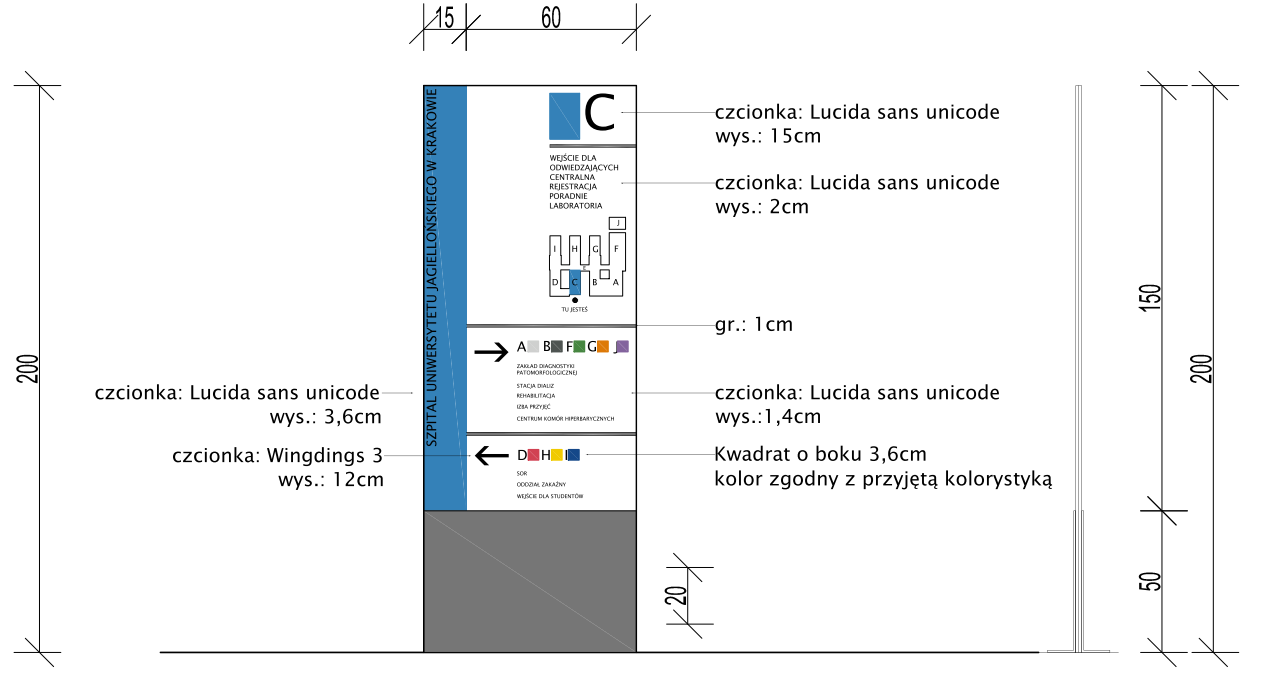 15
60
200
SZPITAL UNIWERSYTETU JAGIELLONSKIEGO W KRAKOWIE
C
WEJŚCIE DLA
ODWIEDZAJĄCYCH
CENTRALNA
REJESTRACJA
PORADNIE
LABORATORIA
J
I H G F
E
D C B A
TU JESTEŚ
A B F G J
ZAKŁAD DIAGNOSTYKI
PATOMORFOLOGICZNEJ
STACJA DIALIZ
REHABILITACJA
IZBA PRZYJĘĆ
CENTRUM KOMÓR HIPERBARYCZNYCH
D H I
SOR
ODDZIAŁ ZAKAŹNY
WEJŚCIE DLA STUDENTÓW
czcionka: Lucida sans unicode
wys.: 3,6cm
czcionka: Wingdings 3
wys.: 12cm
czcionka: Lucida sans unicode
wys.: 15cm
czcionka: Lucida sans unicode
wys.: 2cm
gr.: 1cm
czcionka: Lucida sans unicode
wys.:1,4cm
Kwadrat o boku 3,6cm
kolor zgodny z przyjętą kolorystyką
20
150
50
200